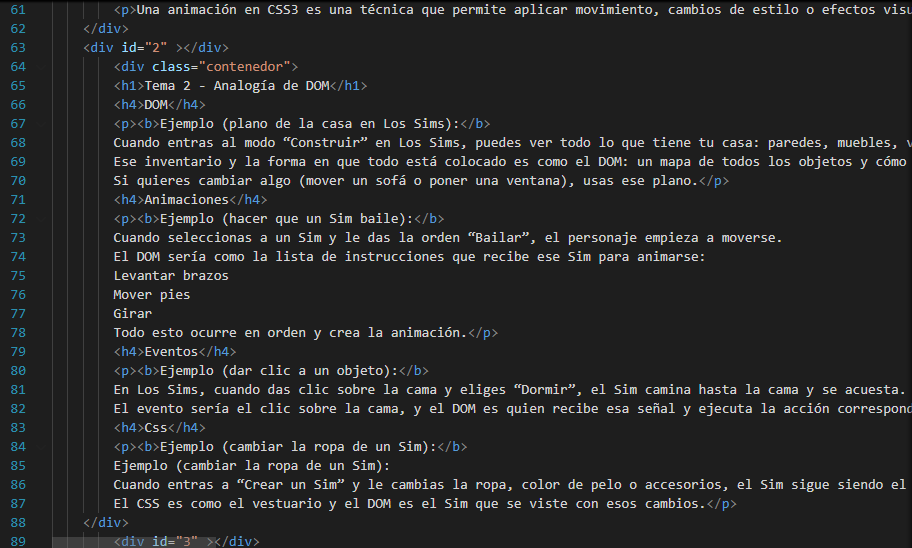 61 <p>Una animación en CSS3 es una técnica que permite aplicar movimiento, cambios de estilo o efectos visu
62 </div>
63 <div id="2" ></div>
64 <div class="contenedor">
65 <h1>Tema 2 - Analogía de DOM</h1>
66 <h4>DOM</h4>
67 <p><b>Ejemplo (plano de la casa en Los Sims):</b>
68 Cuando entras al modo “Construir” en Los Sims, puedes ver todo lo que tiene tu casa: paredes, muebles, v
69 Ese inventario y la forma en que todo está colocado es como el DOM: un mapa de todos los objetos y cómo
70 Si quieres cambiar algo (mover un sofá o poner una ventana), usas ese plano.</p>
71 <h4>Animaciones</h4>
72 <p><b>Ejemplo (hacer que un Sim baile):</b>
73 Cuando seleccionas a un Sim y le das la orden “Bailar”, el personaje empieza a moverse.
74 El DOM sería como la lista de instrucciones que recibe ese Sim para animarse:
75 Levantar brazos
76 Mover pies
77 Girar
78 Todo esto ocurre en orden y crea la animación.</p>
79 <h4>Eventos</h4>
80 <p><b>Ejemplo (dar clic a un objeto):</b>
81 En Los Sims, cuando das clic sobre la cama y eliges “Dormir”, el Sim camina hasta la cama y se acuesta.
82 El evento sería el clic sobre la cama, y el DOM es quien recibe esa señal y ejecuta la acción correspond
83 <h4>Css</h4>
84 <p><b>Ejemplo (cambiar la ropa de un Sim):</b>
85 Ejemplo (cambiar la ropa de un Sim):
86 Cuando entras a “Crear un Sim” y le cambias la ropa, color de pelo o accesorios, el Sim sigue siendo el
87 El CSS es como el vestuario y el DOM es el Sim que se viste con esos cambios.</p>
88 </div>
89 <div id="3" ></div>